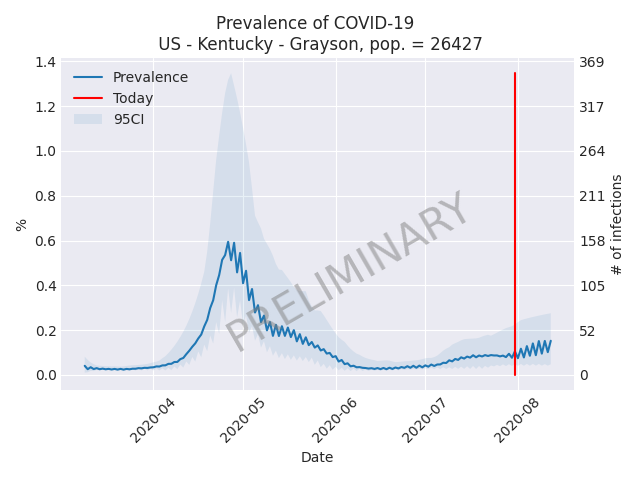 Prevalence of COVID-19
US - Kentucky - Grayson, pop. = 26427
Prevalence
Today
95CI
PRELIMINARY
%
1.4
1.2
1.0
0.8
0.6
0.4
0.2
0.0
369
317
264
211
158
105
52
0
# of infections
2020-04
2020-05
2020-06
2020-07
2020-08
Date